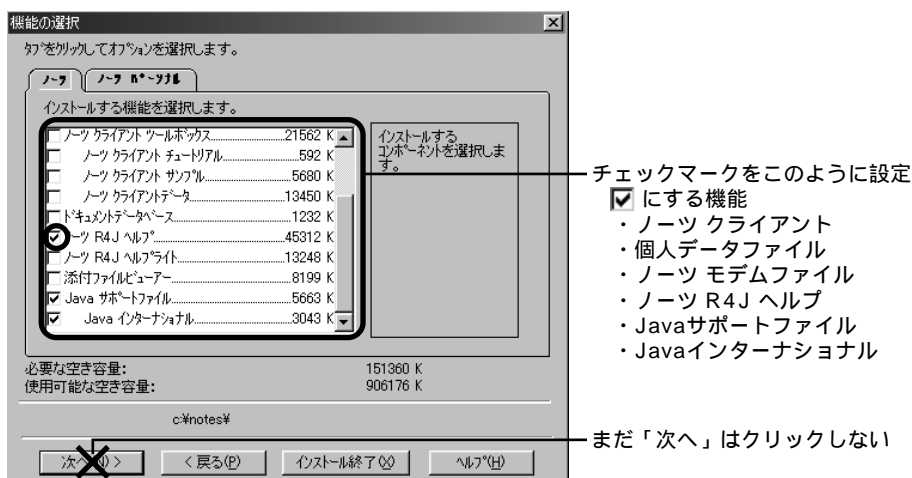 機能の選択
タブをクリックしてオプションを選択します。
ノーツ
ノーツ パーソナル
インストールする機能を選択します。
ノーツ クライアント ツールボックス 21562 K
ノーツ クライアント チュートリアル 592 K
ノーツ クライアント サンプル 5680 K
ノーツ クライアントデータ 13450 K
ドキュメントデータベース 1232 K
ノーツ R4J ヘルプ 45312 K
ノーツ R4J ヘルプライト 13248 K
添付ファイルビューアー 8199 K
Java サポートファイル 5663 K
Java インターナショナル 3043 K
インストールする
コンポーネントを選択しま
す。
必要な空き容量: 151360 K
使用可能な空き容量: 906176 K
c:¥notes¥
次へ(N) >
< 戻る(P)
インストール終了(X)
ヘルプ(H)
チェックマークをこのように設定
にする機能
・ノーツ クライアント
・個人データファイル
・ノーツ モデムファイル
・ノーツ R4J ヘルプ
・Javaサポートファイル
・Javaインターナショナル
まだ「次へ」はクリックしない